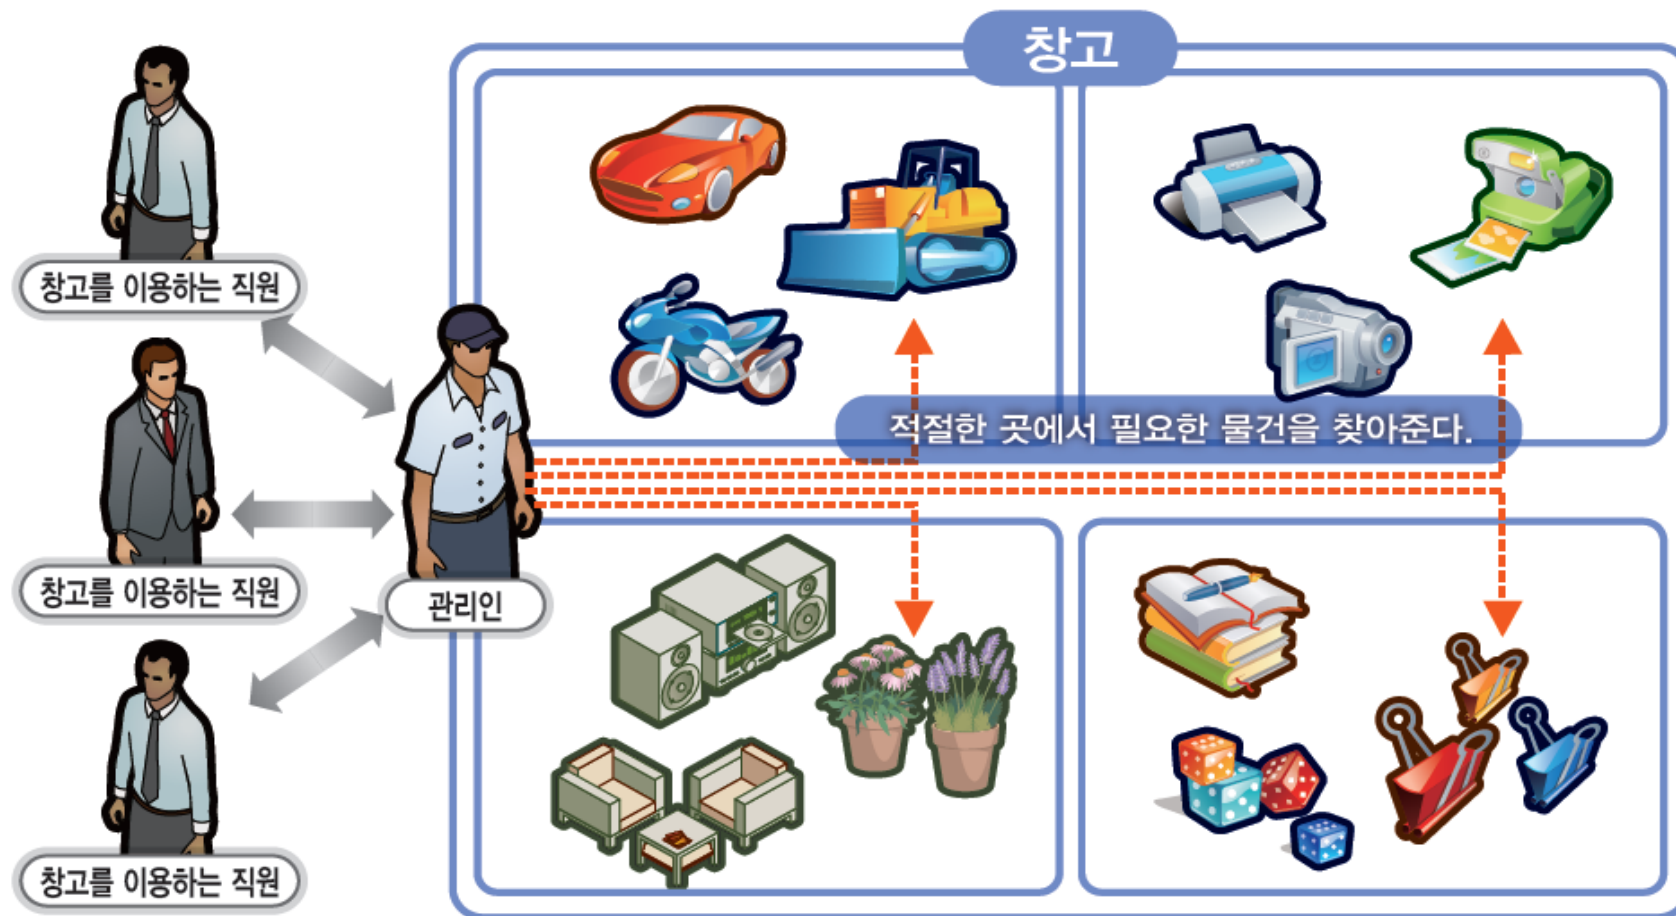 창고
창고를 이용하는 직원
적절한 곳에서 필요한 물건을 찾아준다.
창고를 이용하는 직원
관리인
창고를 이용하는 직원